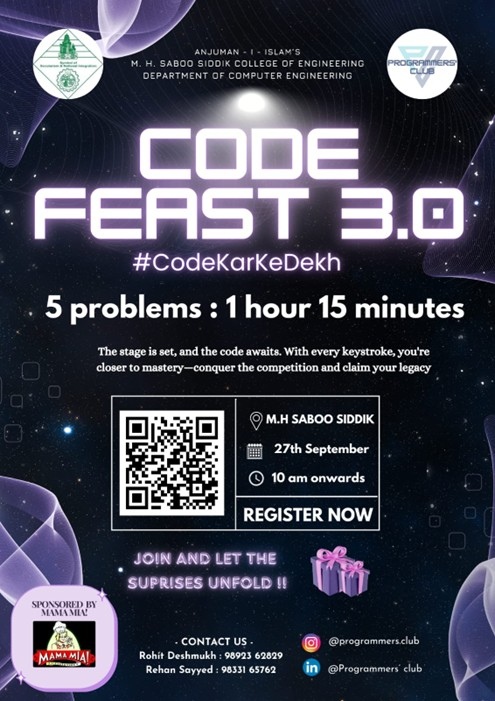 ANJUMAN - I - ISLAM'S
M. H. SABOO SIDDIK COLLEGE OF ENGINEERING
DEPARTMENT OF COMPUTER ENGINEERING
PROGRAMMERS'
CLUB
CODE
FEAST 3.0
#CodeKarKeDekh
5 problems : 1 hour 15 minutes
The stage is set, and the code awaits. With every keystroke, you're
closer to mastery—conquer the competition and claim your legacy
M.H SABOO SIDDIK
27th September
10 am onwards
REGISTER NOW
JOIN AND LET THE
SUPRISES UNFOLD !!
SPONSORED BY
MAMA MIA!
MAMA MIA!
- CONTACT US -
Rohit Deshmukh : 98923 62829
Rehan Sayyed : 98331 65762
@programmers.club
@Programmers' club